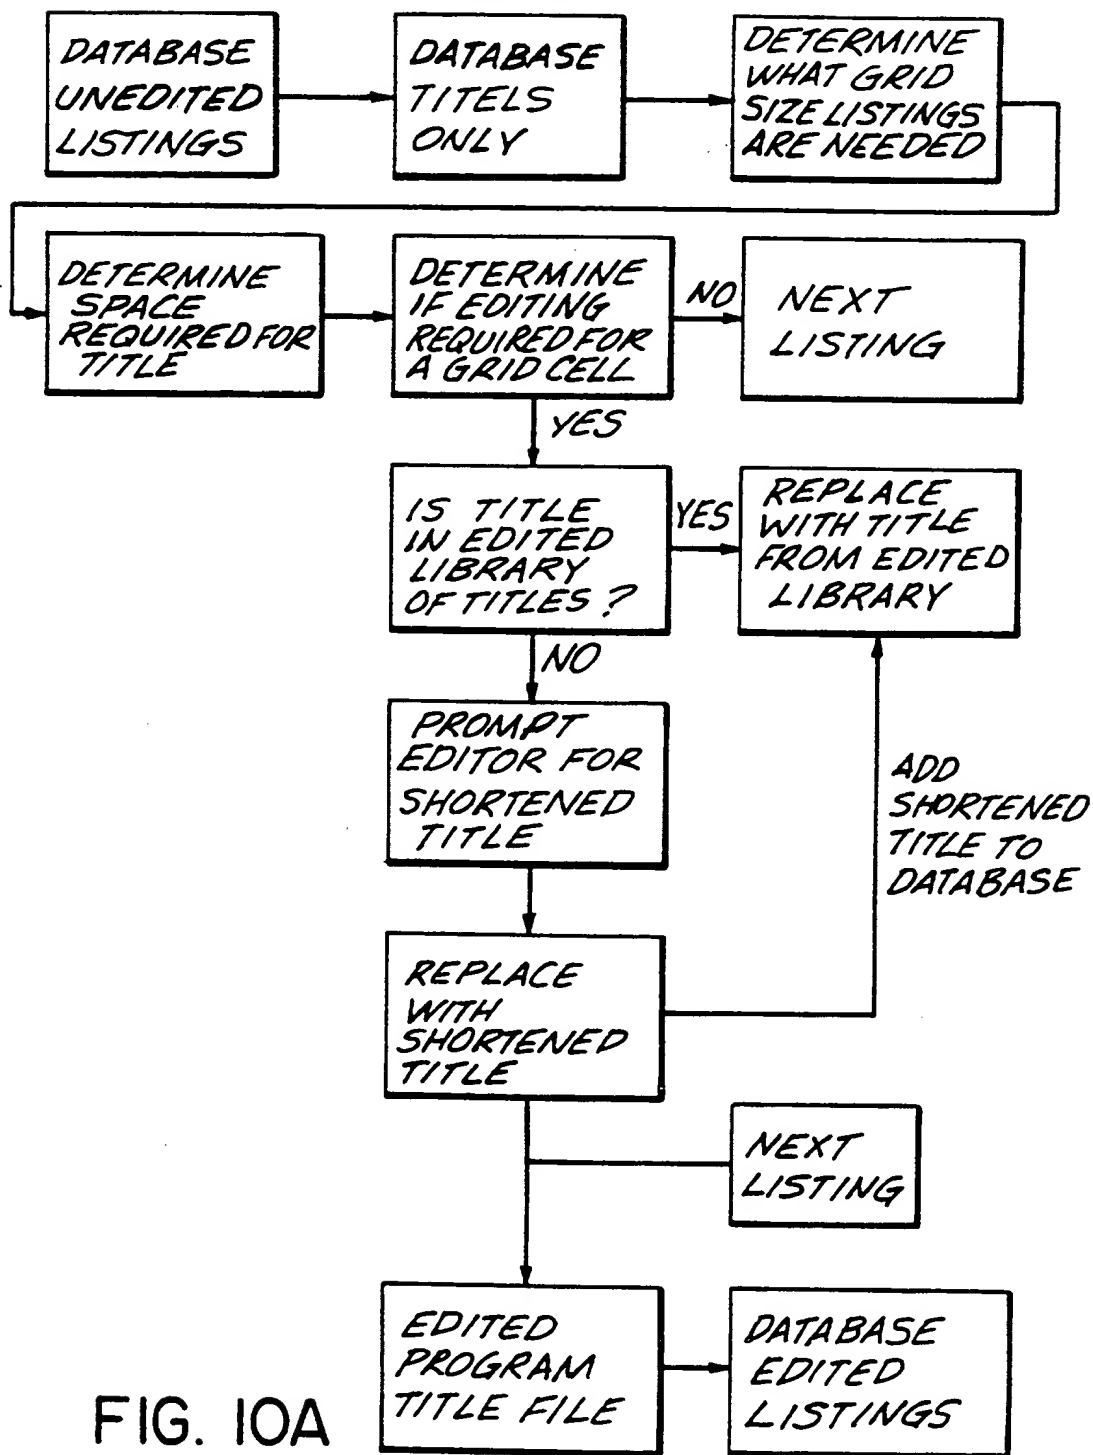 DATABASE
UNEDITED
LISTINGS
DATABASE
TITELS
ONLY
DETERMINE
WHAT GRID
SIZE LISTINGS
ARE NEEDED
DETERMINE
SPACE
REQUIRED FOR
TITLE
DETERMINE
IF EDITING
REQUIRED FOR
A GRID CELL
NO
NEXT
LISTING
YES
IS TITLE
IN EDITED
LIBRARY
OF TITLES?
YES
REPLACE
WITH TITLE
FROM EDITED
LIBRARY
NO
PROMPT
EDITOR FOR
SHORTENED
TITLE
ADD
SHORTENED
TITLE TO
DATABASE
REPLACE
WITH
SHORTENED
TITLE
NEXT
LISTING
EDITED
PROGRAM
TITLE FILE
DATABASE
EDITED
LISTINGS
FIG. 10A